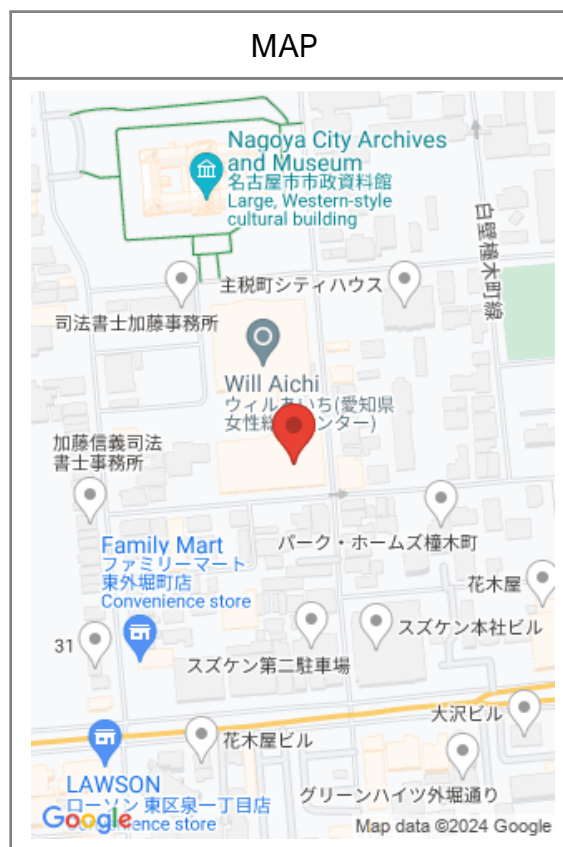 MAP
Nagoya City Archives
and Museum
名古屋市市政資料館
Large, Western-style
cultural building
白壁橦木町線
主税町シティハウス
司法書士加藤事務所
Will Aichi
ウィルあいち(愛知県
女性総 ンター)
加藤信義司法
書士事務所
パーク・ホームズ橦木町
Family Mart
ファミリーマート
東外堀町店
Convenience store
花木屋
スズケン本社ビル
31
スズケン第二駐車場
大沢ビル
花木屋ビル
LAWSON
ローソン 東区泉一丁目店
nience store
グリーンハイツ外堀通り
Google
Map data ©2024 Google